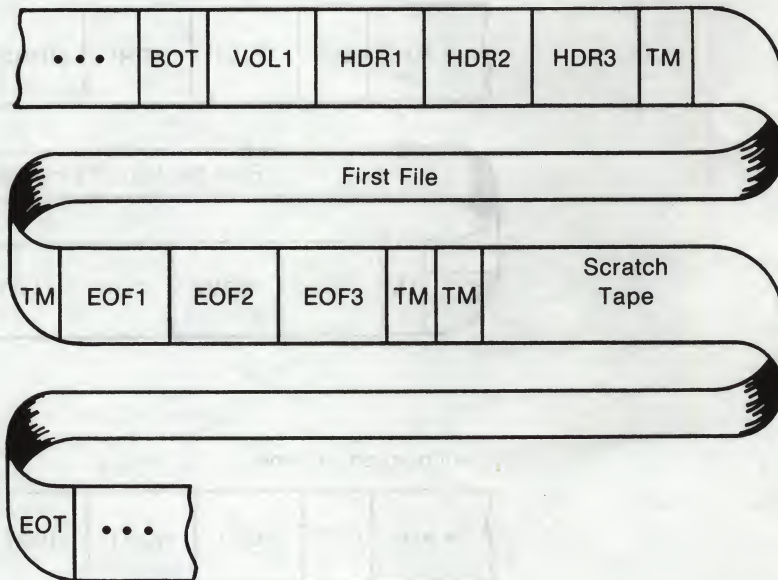 • • • BOT VOL1 HDR1 HDR2 HDR3 TM
First File
TM EOF1 EOF2 EOF3 TM TM Scratch
Tape
EOT • • •